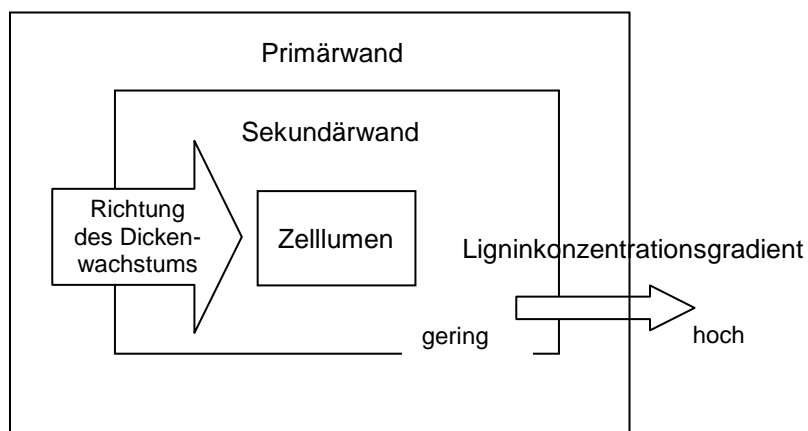 Primärwand
Sekundärwand
Richtung
des Dicken-
wachstums
Zelllumen
Ligninkonzentrationsgradient
gering
hoch